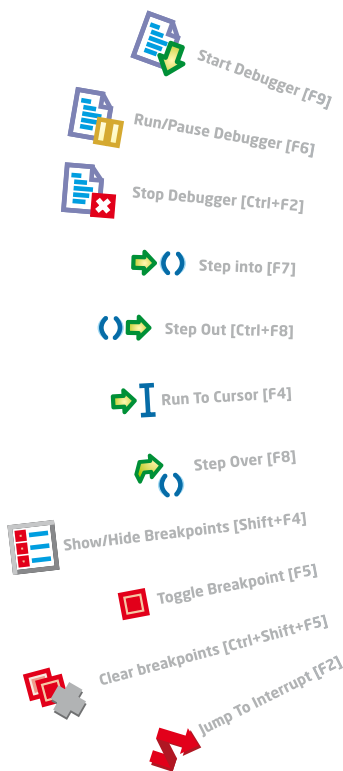 Start Debugger [F9]
Run/Pause Debugger [F6]
Stop Debugger [Ctrl+F2]
Step into [F7]
Step Out [Ctrl+F8]
Run To Cursor [F4]
Step Over [F8]
Show/Hide Breakpoints [Shift+F4]
Toggle Breakpoint [F5]
Clear breakpoints [Ctrl+Shift+F5]
Jump To Interrupt [F2]